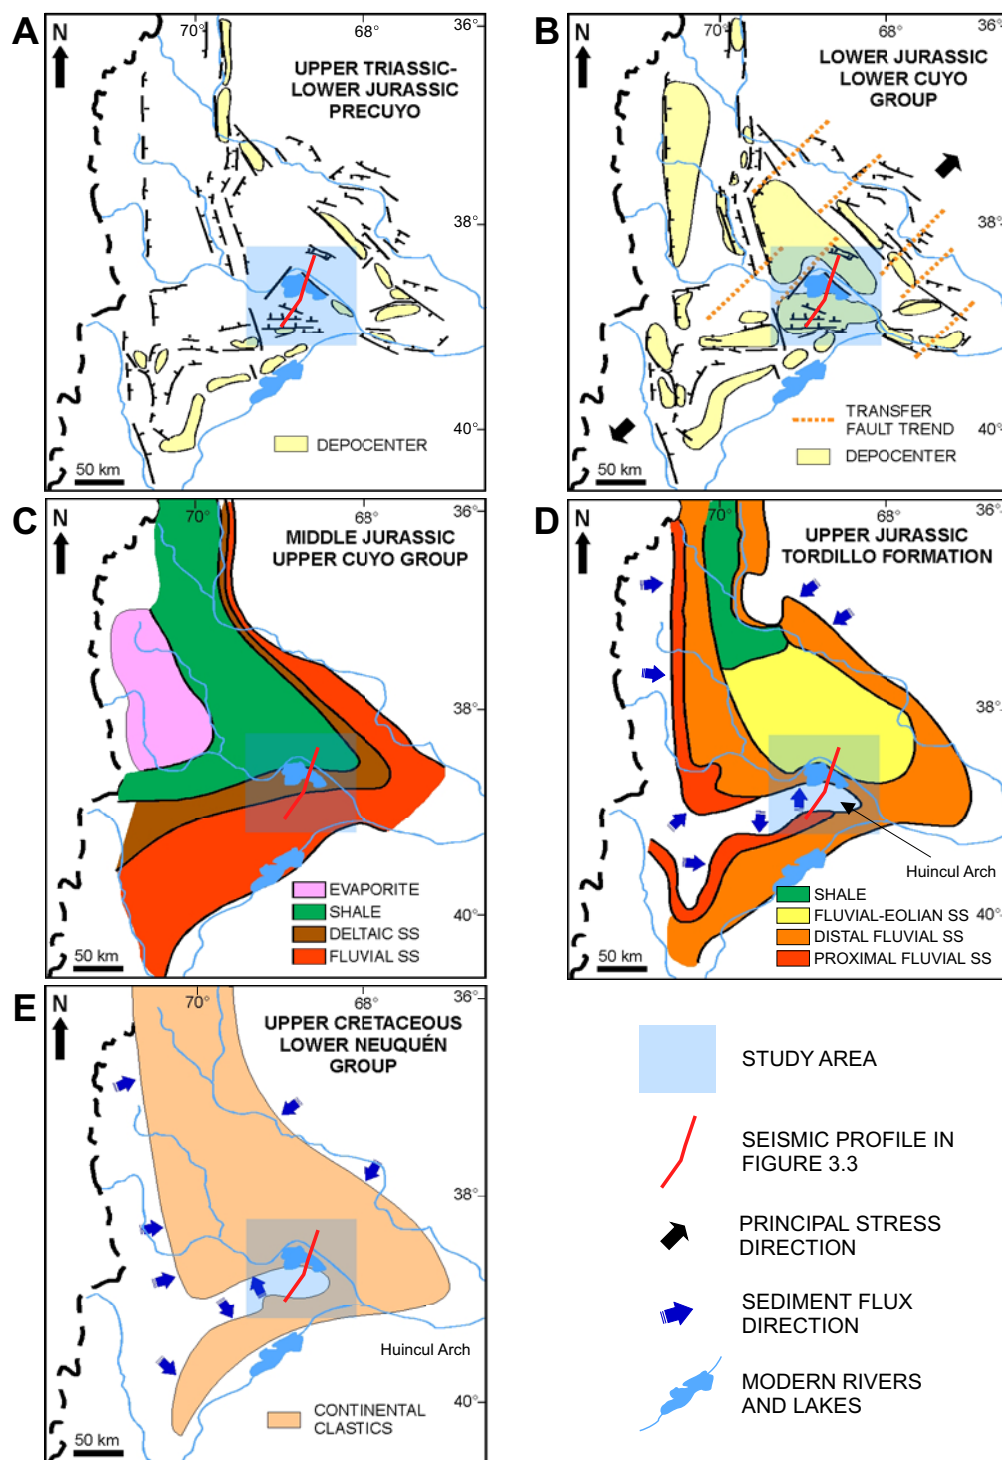 A
N
70°
68°
36°
UPPER TRIASSIC-
LOWER JURASSIC
PRECUYO
38°
40°
DEPOCENTER
50 km
B
N
70°
68°
36°
LOWER JURASSIC
LOWER CUYO
GROUP
38°
TRANSFER
FAULT TREND
40°
DEPOCENTER
50 km
C
N
70°
68°
36°
MIDDLE JURASSIC
UPPER CUYO GROUP
38°
EVAPORITE
SHALE
40°
DELTAIC SS
FLUVIAL SS
50 km
D
N
70°
68°
36°
UPPER JURASSIC
TORDILLO FORMATION
38°
Huincul Arch
SHALE
40°
FLUVIAL-EOLIAN SS
DISTAL FLUVIAL SS
PROXIMAL FLUVIAL SS
50 km
E
N
70°
68°
36°
UPPER CRETACEOUS
LOWER NEUQUÉN
GROUP
38°
Huincul Arch
40°
CONTINENTAL
CLASTICS
50 km
STUDY AREA
SEISMIC PROFILE IN
FIGURE 3.3
PRINCIPAL STRESS
DIRECTION
SEDIMENT FLUX
DIRECTION
MODERN RIVERS
AND LAKES